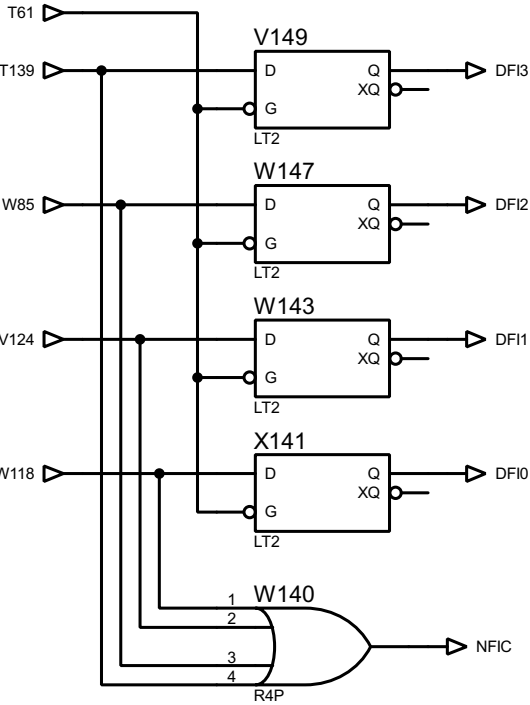 T61
V149
T139 D Q DFI3
XQ
G
LT2
W147
W85 D Q DFI2
XQ
G
LT2
W143
V124 D Q DFI1
XQ
G
LT2
X141
W118 D Q DFI0
XQ
G
LT2
W140
1
2
NFIC
3
4
R4P